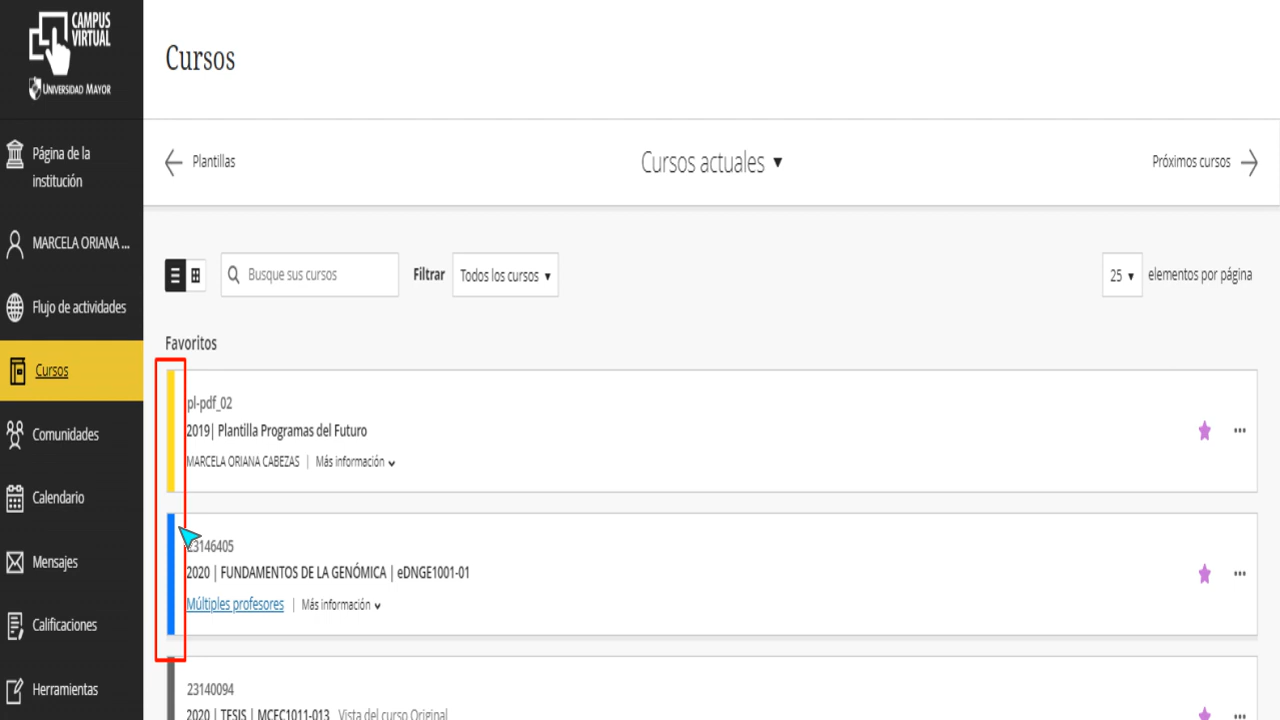 CAMPUS
VIRTUAL
UNIVERSIDAD MAYOR
Página de la
institución
MARCELA ORIANA ...
Flujo de actividades
Cursos
Comunidades
Calendario
Mensajes
Calificaciones
Herramientas
Cursos
Plantillas
Cursos actuales
Próximos cursos
Busque sus cursos
Filtrar
Todos los cursos
25
elementos por página
Favoritos
pl-pdf_02
2019| Plantilla Programas del Futuro
MARCELA ORIANA CABEZAS | Más información
23146405
2020 | FUNDAMENTOS DE LA GENÓMICA | eDNGE1001-01
Múltiples profesores | Más información
23140094
2020 | TESIS | MCEC1011-013 Vista del curso Original